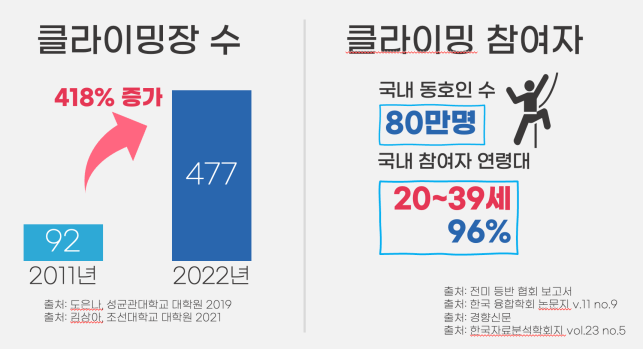 클라이밍장 수
418% 증가
477
92
2011년
2022년
출처: 도은나, 성균관대학교 대학원 2019
출처: 김상아, 조선대학교 대학원 2021
클라이밍 참여자
국내 동호인 수
80만명
국내 참여자 연령대
20~39세
96%
출처: 전미 등반 협회 보고서
출처: 한국 융합학회 논문지 v.11 no.9
출처: 경향신문
출처: 한국자료분석학회지 vol.23 no.5